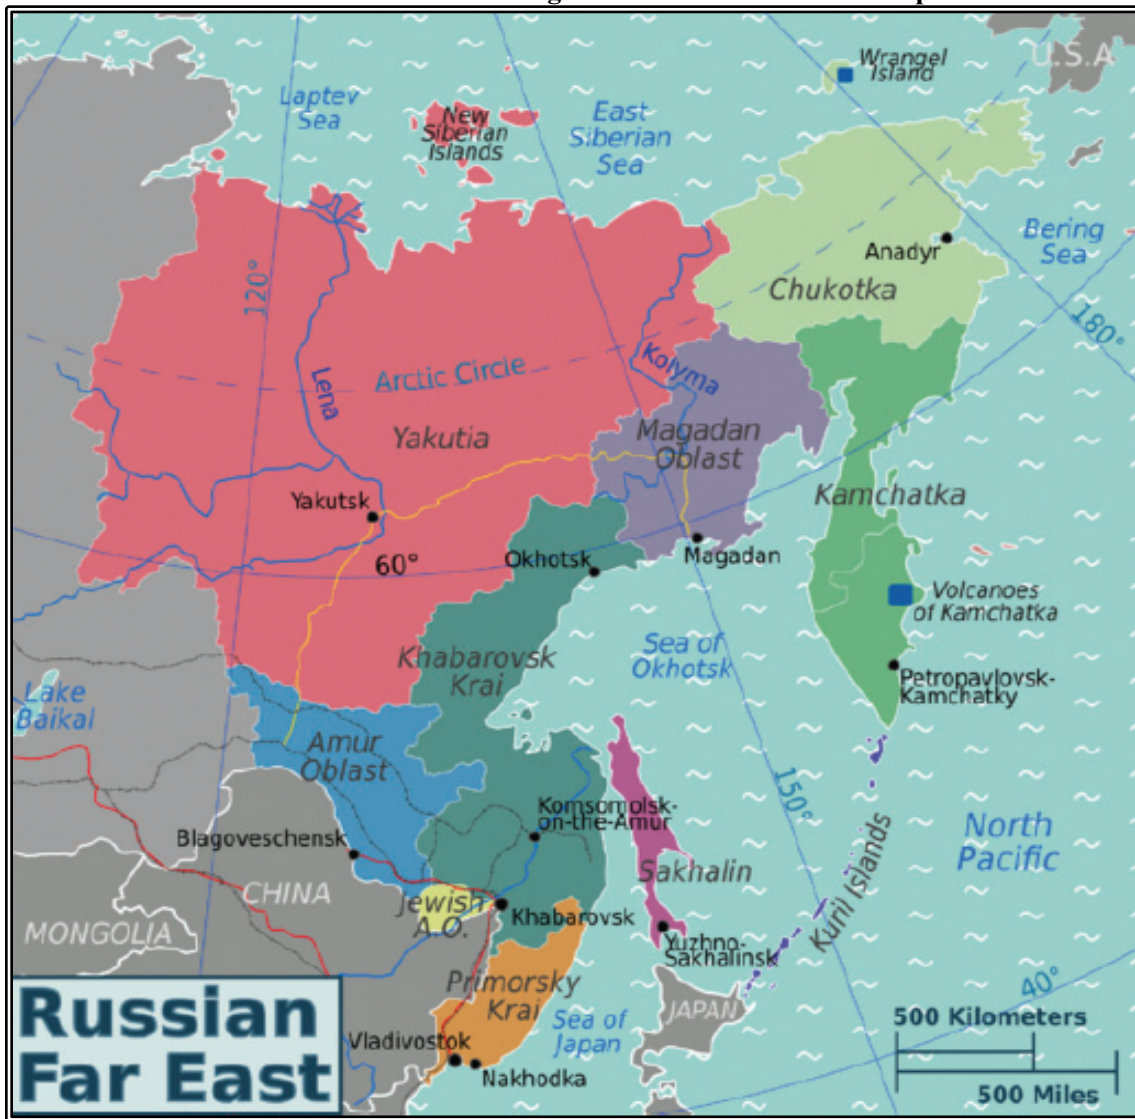 U.S.A
Wrangel
Island
Laptev
Sea
New
Siberian
Islands
East
Siberian
Sea
Bering
Sea
Anadyr
Chukotka
120°
180°
Lena
Arctic Circle
Kolyma
Yakutia
Magadan
Oblast
Kamchatka
Yakutsk
60°
Okhotsk
Magadan
Volcanoes
of Kamchatka
Khabarovsk
Krai
Sea of
Okhotsk
Petropavlovsk-
Kamchatky
Lake
Baikal
Amur
Oblast
150°
Komsomolsk-
on-the-Amur
North
Pacific
Blagoveschensk
Sakhalin
Kuril Islands
CHINA
Jewish
A.O.
Khabarovsk
MONGOLIA
Yuzhno-
Sakhalinsk
Primorsky
Krai
JAPAN
40°
Russian
Far East
Sea of
Japan
500 Kilometers
Vladivostok
Nakhodka
500 Miles